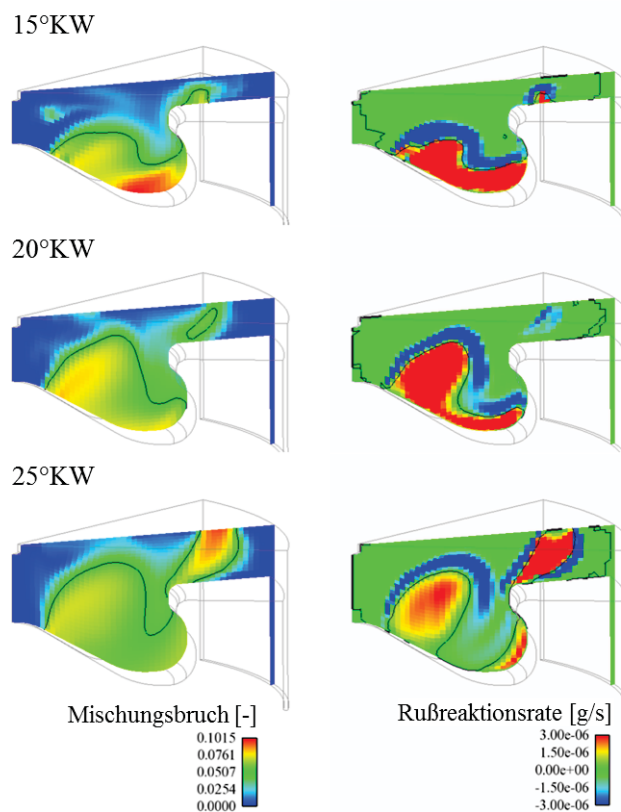 15°KW
20°KW
25°KW
Mischungsbruch [-]
0.1015
0.0761
0.0507
0.0254
0.0000
Rußreaktionsrate [g/s]
3.00e-06
1.50e-06
0.00e+00
-1.50e-06
-3.00e-06